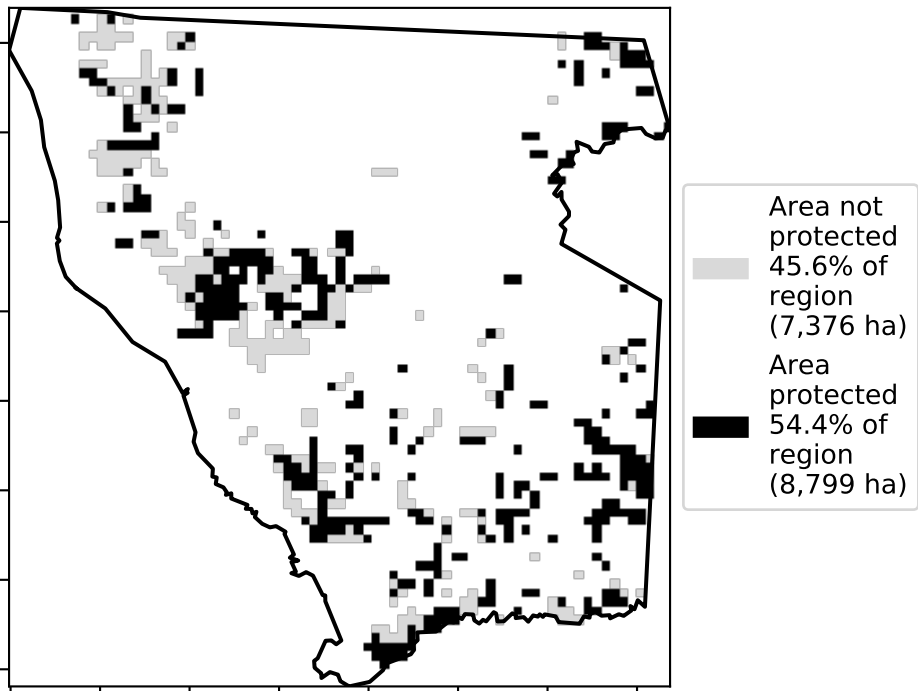 Area not
protected
45.6% of
region
(7,376 ha)
Area
protected
54.4% of
region
(8,799 ha)